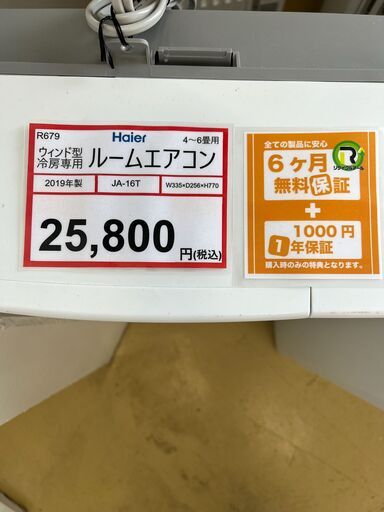 R679
Haier
4～6畳用
ウィンド型
冷房専用
ルームエアコン
2019年製
JA-16T
W335×D256×H770
25,800
円(税込)
全ての製品に安心
6ヶ月
無料保証
+
1000円
1年保証
購入時のみの特典となります。